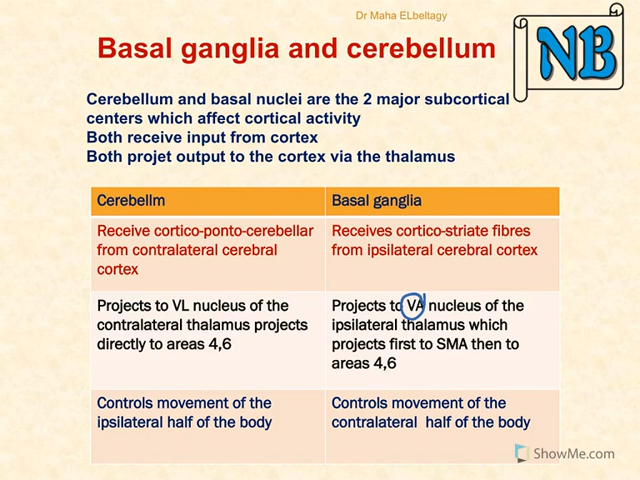 Dr Maha ELbeltagy
Basal ganglia and cerebellum
NB
Cerebellum and basal nuclei are the 2 major subcortical
centers which affect cortical activity
Both receive input from cortex
Both projet output to the cortex via the thalamus
Cerebellm
Basal ganglia
Receive cortico-ponto-cerebellar
from contralateral cerebral
cortex
Receives cortico-striate fibres
from ipsilateral cerebral cortex
Projects to VL nucleus of the
contralateral thalamus projects
directly to areas 4,6
Projects to VA nucleus of the
ipsilateral thalamus which
projects first to SMA then to
areas 4,6
Controls movement of the
ipsilateral half of the body
Controls movement of the
contralateral half of the body
ShowMe.com